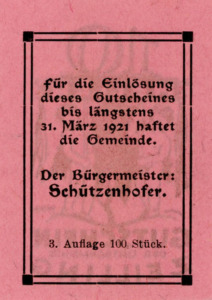 Für die Einlösung
dieses Gutscheines
bis längstens
31. März 1921 haftet
die Gemeinde.
Der Bürgermeister:
Schützenhofer.
3. Auflage 100 Stück.